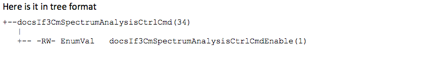 Here is it in tree format
+--docsIf3CmSpectrumAnalysisCtrlCmd(34)
|
+-- -RW- EnumVal docsIf3CmSpectrumAnalysisCtrlCmdEnable(1)